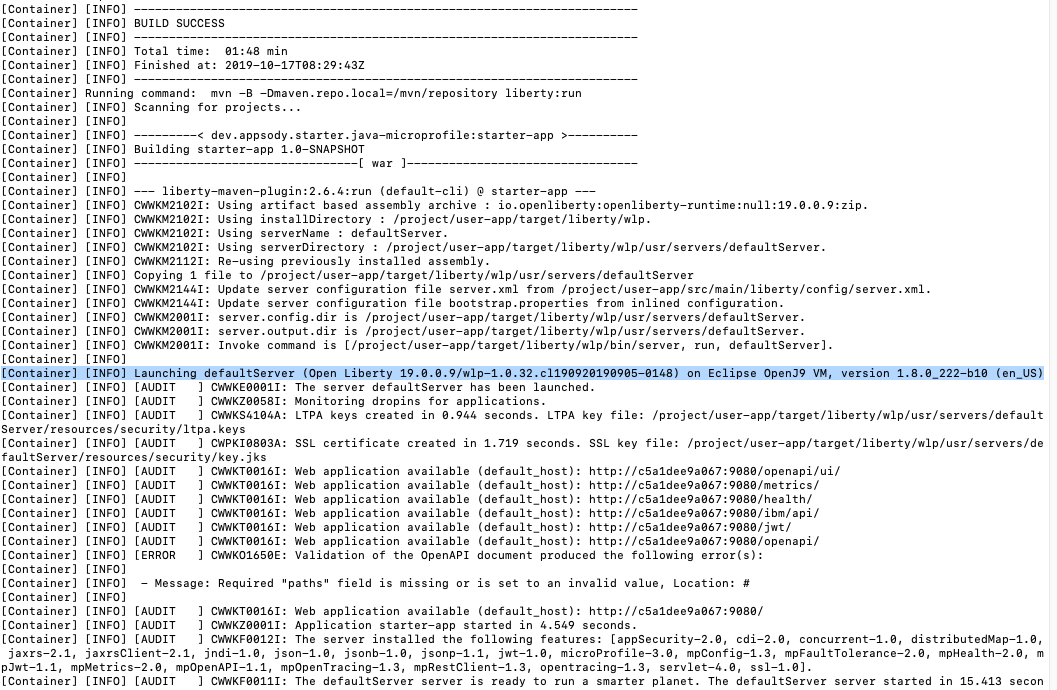 [Container] [INFO] ------------------------------------------------------------------------
[Container] [INFO] BUILD SUCCESS
[Container] [INFO] ------------------------------------------------------------------------
[Container] [INFO] Total time:  01:48 min
[Container] [INFO] Finished at: 2019-10-17T08:29:43Z
[Container] [INFO] ------------------------------------------------------------------------
[Container] Running command:  mvn -B -Dmaven.repo.local=/mvn/repository liberty:run
[Container] [INFO] Scanning for projects...
[Container] [INFO]
[Container] [INFO] ---------< dev.appsody.starter.java-microprofile:starter-app >----------
[Container] [INFO] Building starter-app 1.0-SNAPSHOT
[Container] [INFO] --------------------------------[ war ]---------------------------------
[Container] [INFO]
[Container] [INFO] --- liberty-maven-plugin:2.6.4:run (default-cli) @ starter-app ---
[Container] [INFO] CWWKM2102I: Using artifact based assembly archive : io.openliberty:openliberty-runtime:null:19.0.0.9:zip.
[Container] [INFO] CWWKM2102I: Using installDirectory : /project/user-app/target/liberty/wlp.
[Container] [INFO] CWWKM2102I: Using serverName : defaultServer.
[Container] [INFO] CWWKM2102I: Using serverDirectory : /project/user-app/target/liberty/wlp/usr/servers/defaultServer.
[Container] [INFO] CWWKM2112I: Re-using previously installed assembly.
[Container] [INFO] Copying 1 file to /project/user-app/target/liberty/wlp/usr/servers/defaultServer
[Container] [INFO] CWWKM2144I: Update server configuration file server.xml from /project/user-app/src/main/liberty/config/server.xml.
[Container] [INFO] CWWKM2144I: Update server configuration file bootstrap.properties from inlined configuration.
[Container] [INFO] CWWKM2001I: server.config.dir is /project/user-app/target/liberty/wlp/usr/servers/defaultServer.
[Container] [INFO] CWWKM2001I: server.output.dir is /project/user-app/target/liberty/wlp/usr/servers/defaultServer.
[Container] [INFO] CWWKM2001I: Invoke command is [/project/user-app/target/liberty/wlp/bin/server, run, defaultServer].
[Container] [INFO]
[Container] [INFO] Launching defaultServer (Open Liberty 19.0.0.9/wlp-1.0.32.cl190920190905-0148) on Eclipse OpenJ9 VM, version 1.8.0_222-b10 (en_US)
[Container] [INFO] [AUDIT   ] CWWKE0001I: The server defaultServer has been launched.
[Container] [INFO] [AUDIT   ] CWWKZ0058I: Monitoring dropins for applications.
[Container] [INFO] [AUDIT   ] CWWKS4104A: LTPA keys created in 0.944 seconds. LTPA key file: /project/user-app/target/liberty/wlp/usr/servers/default
Server/resources/security/ltpa.keys
[Container] [INFO] [AUDIT   ] CWPKI0803A: SSL certificate created in 1.719 seconds. SSL key file: /project/user-app/target/liberty/wlp/usr/servers/de
faultServer/resources/security/key.jks
[Container] [INFO] [AUDIT   ] CWWKT0016I: Web application available (default_host): http://c5a1dee9a067:9080/openapi/ui/
[Container] [INFO] [AUDIT   ] CWWKT0016I: Web application available (default_host): http://c5a1dee9a067:9080/metrics/
[Container] [INFO] [AUDIT   ] CWWKT0016I: Web application available (default_host): http://c5a1dee9a067:9080/health/
[Container] [INFO] [AUDIT   ] CWWKT0016I: Web application available (default_host): http://c5a1dee9a067:9080/ibm/api/
[Container] [INFO] [AUDIT   ] CWWKT0016I: Web application available (default_host): http://c5a1dee9a067:9080/jwt/
[Container] [INFO] [AUDIT   ] CWWKT0016I: Web application available (default_host): http://c5a1dee9a067:9080/openapi/
[Container] [INFO] [ERROR   ] CWWKO1650E: Validation of the OpenAPI document produced the following error(s):
[Container] [INFO]
[Container] [INFO]  - Message: Required "paths" field is missing or is set to an invalid value, Location: #
[Container] [INFO]
[Container] [INFO] [AUDIT   ] CWWKT0016I: Web application available (default_host): http://c5a1dee9a067:9080/
[Container] [INFO] [AUDIT   ] CWWKZ0001I: Application starter-app started in 4.549 seconds.
[Container] [INFO] [AUDIT   ] CWWKF0012I: The server installed the following features: [appSecurity-2.0, cdi-2.0, concurrent-1.0, distributedMap-1.0,
 jaxrs-2.1, jaxrsClient-2.1, jndi-1.0, json-1.0, jsonb-1.0, jsonp-1.1, jwt-1.0, microProfile-3.0, mpConfig-1.3, mpFaultTolerance-2.0, mpHealth-2.0, m
pJwt-1.1, mpMetrics-2.0, mpOpenAPI-1.1, mpOpenTracing-1.3, mpRestClient-1.3, opentracing-1.3, servlet-4.0, ssl-1.0].
[Container] [INFO] [AUDIT   ] CWWKF0011I: The defaultServer server is ready to run a smarter planet. The defaultServer server started in 15.413 secon